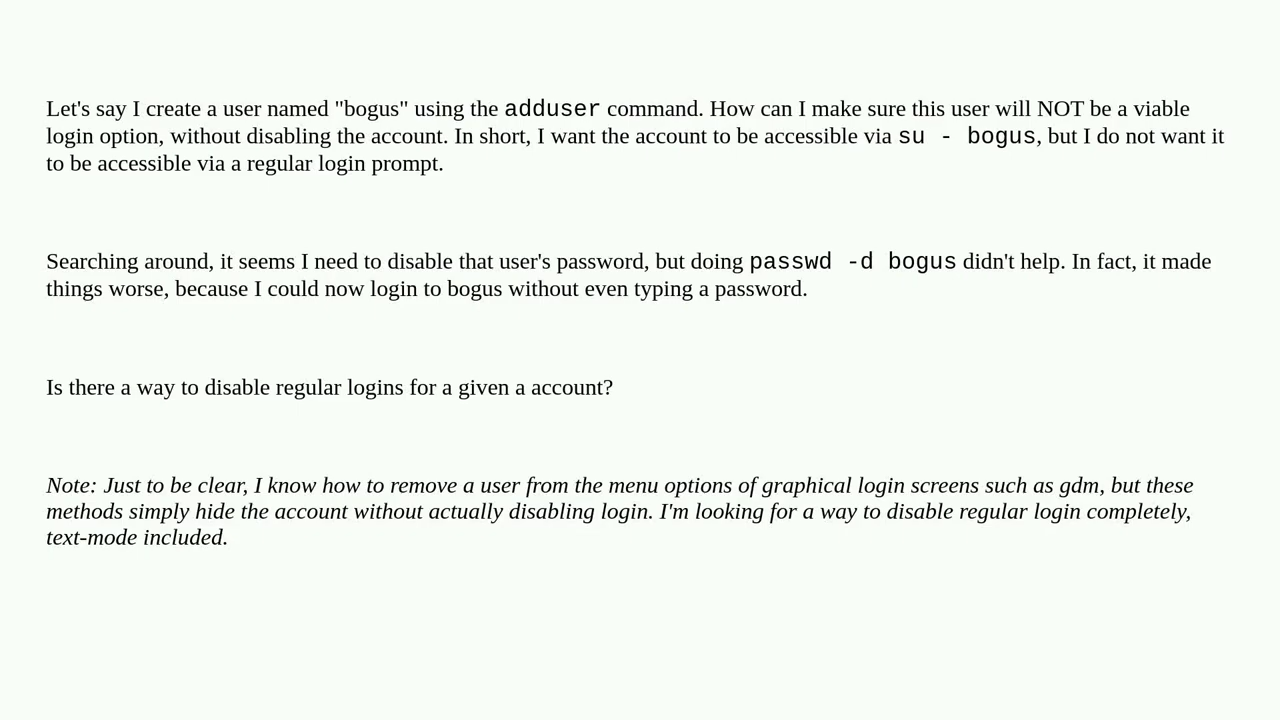 Let's say I create a user named "bogus" using the adduser command. How can I make sure this user will NOT be a viable
login option, without disabling the account. In short, I want the account to be accessible via su - bogus, but I do not want it
to be accessible via a regular login prompt.
Searching around, it seems I need to disable that user's password, but doing passwd -d bogus didn't help. In fact, it made
things worse, because I could now login to bogus without even typing a password.
Is there a way to disable regular logins for a given a account?
Note: Just to be clear, I know how to remove a user from the menu options of graphical login screens such as gdm, but these
methods simply hide the account without actually disabling login. I'm looking for a way to disable regular login completely,
text-mode included.